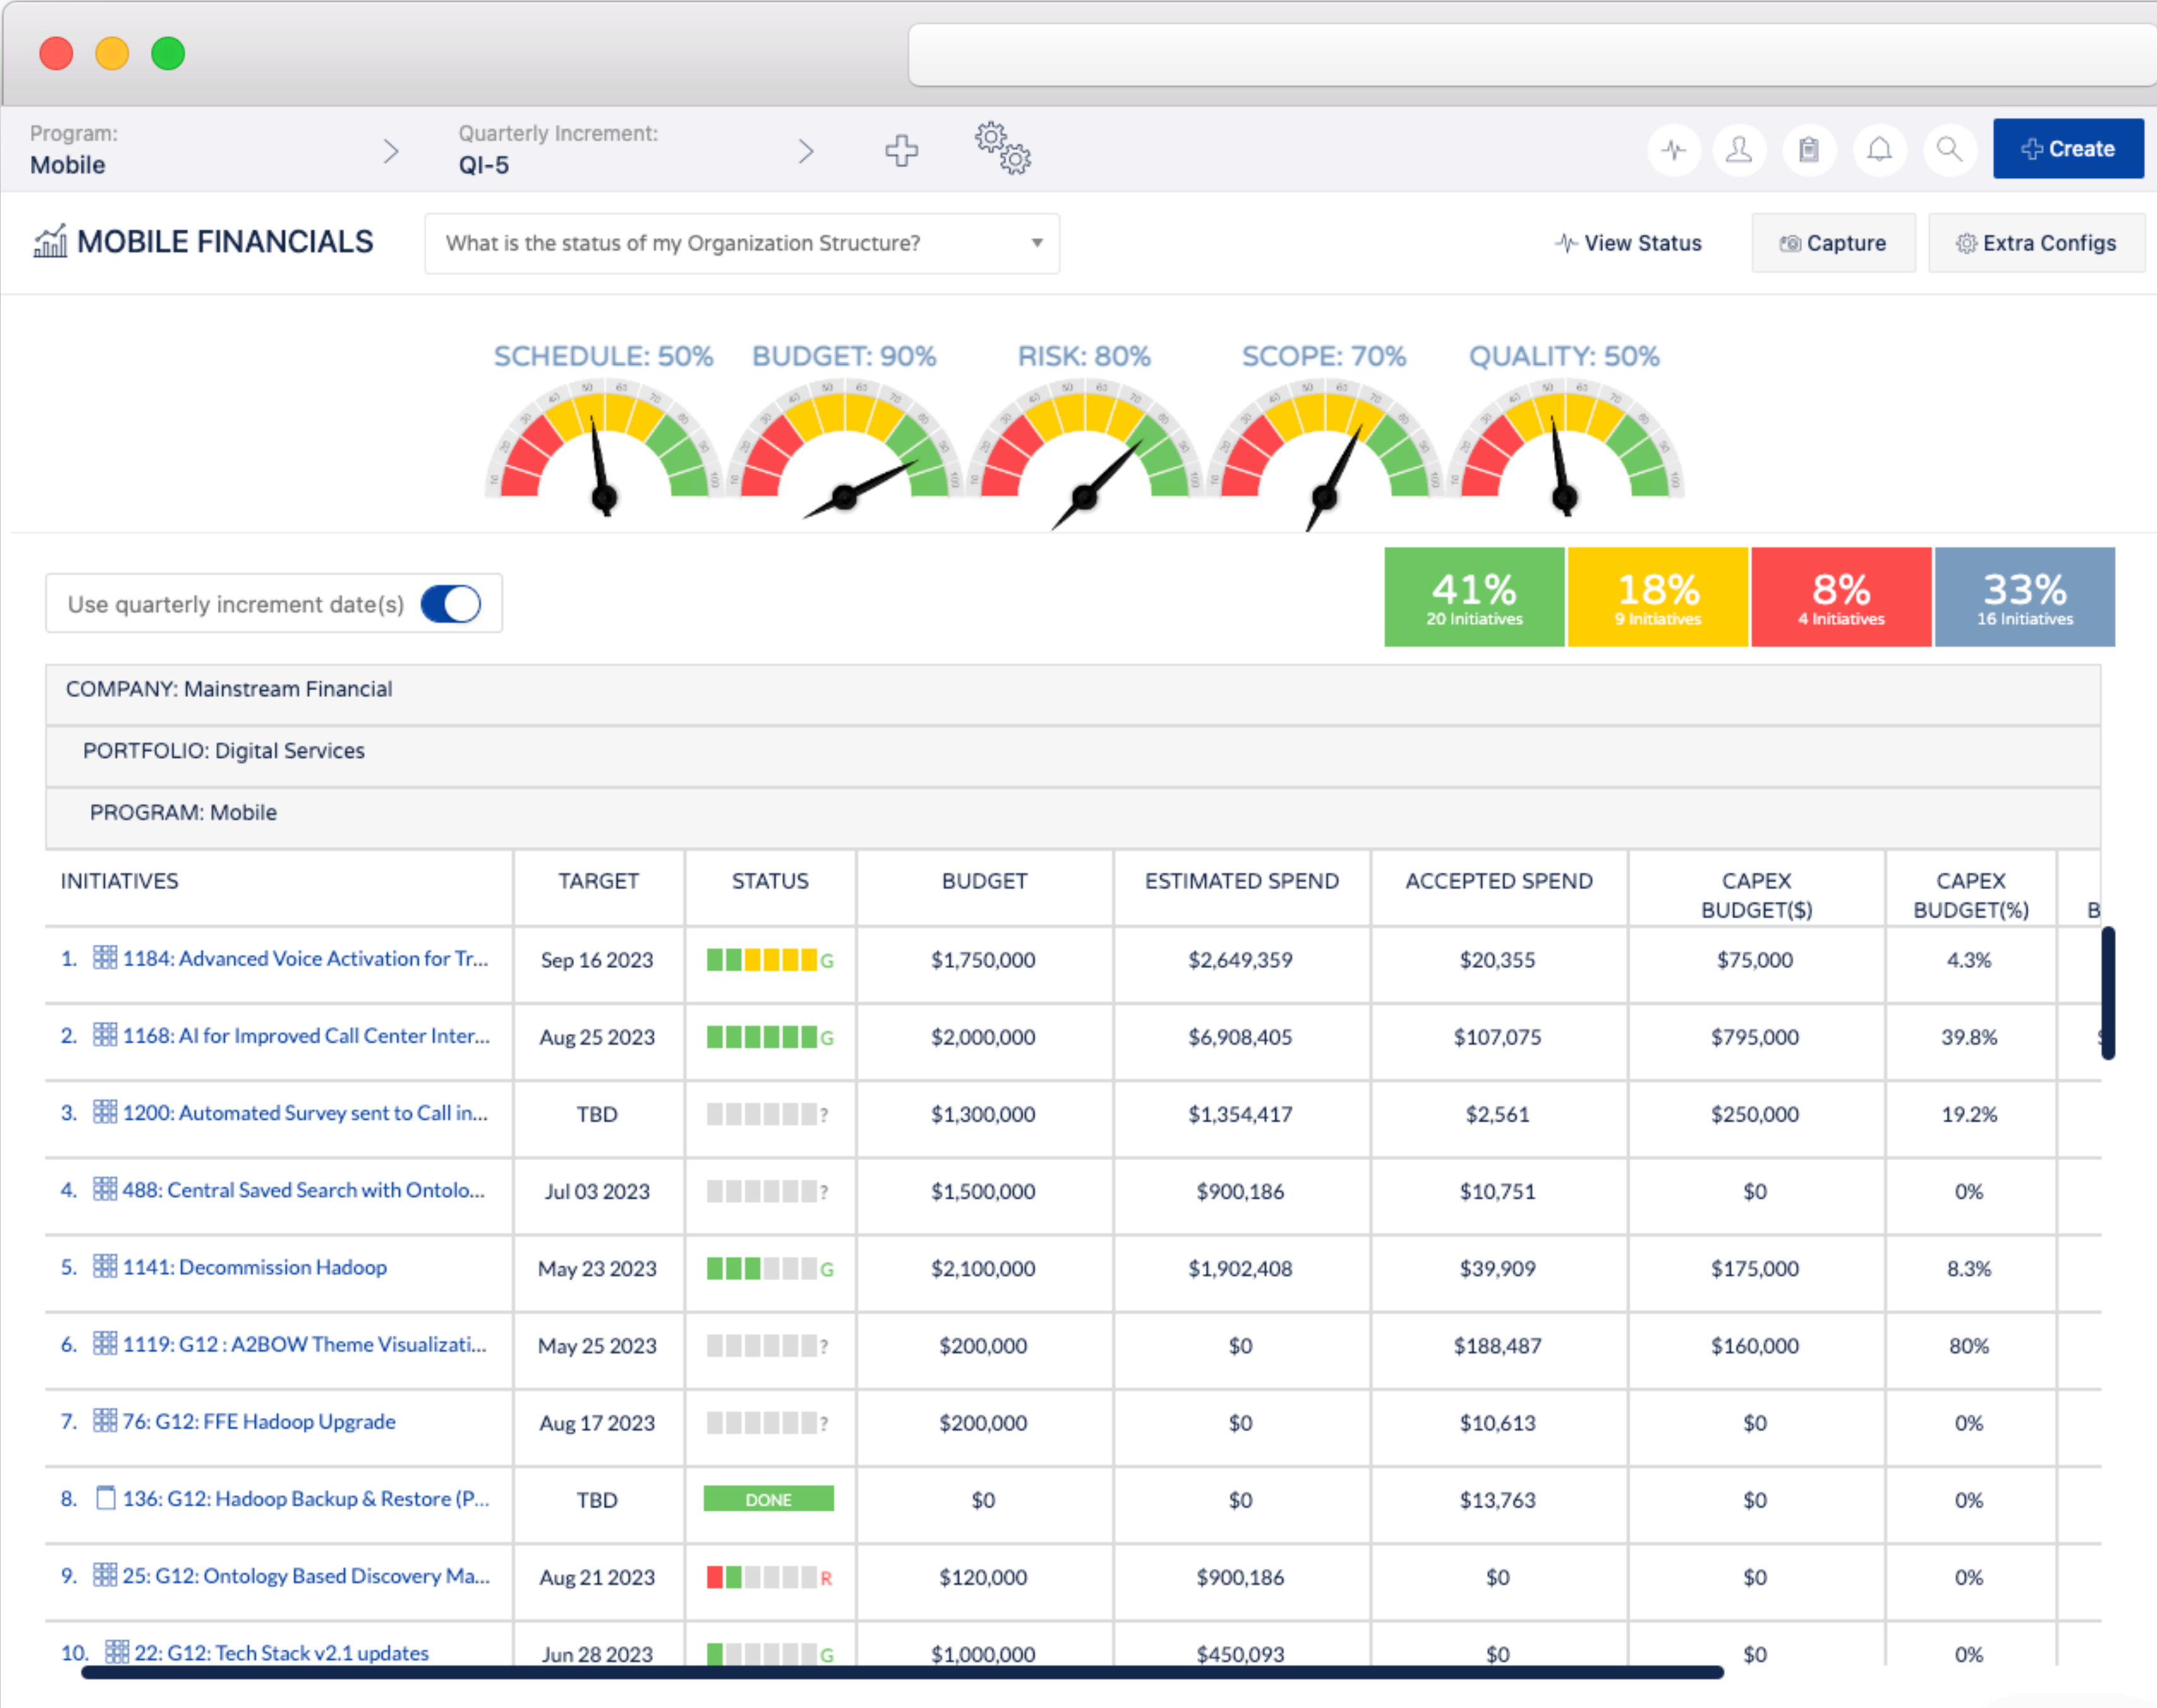 Program:
Mobile
Quarterly Increment:
QI-5
Create
MOBILE FINANCIALS
What is the status of my Organization Structure?
View Status
Capture
Extra Configs
SCHEDULE: 50%
BUDGET: 90%
RISK: 80%
SCOPE: 70%
QUALITY: 50%
Use quarterly increment date(s)
41%
20 Initiatives
18%
9 Initiatives
8%
4 Initiatives
33%
16 Initiatives
COMPANY: Mainstream Financial
PORTFOLIO: Digital Services
PROGRAM: Mobile
INITIATIVES TARGET STATUS BUDGET ESTIMATED SPEND ACCEPTED SPEND CAPEX BUDGET($) CAPEX BUDGET(%) B
1. 1184: Advanced Voice Activation for Tr... Sep 16 2023 G $1,750,000 $2,649,359 $20,355 $75,000 4.3%
2. 1168: AI for Improved Call Center Inter... Aug 25 2023 G $2,000,000 $6,908,405 $107,075 $795,000 39.8%
3. 1200: Automated Survey sent to Call in... TBD ? $1,300,000 $1,354,417 $2,561 $250,000 19.2%
4. 488: Central Saved Search with Ontolo... Jul 03 2023 ? $1,500,000 $900,186 $10,751 $0 0%
5. 1141: Decommission Hadoop May 23 2023 G $2,100,000 $1,902,408 $39,909 $175,000 8.3%
6. 1119: G12 : A2BOW Theme Visualizati... May 25 2023 ? $200,000 $0 $188,487 $160,000 80%
7. 76: G12: FFE Hadoop Upgrade Aug 17 2023 ? $200,000 $0 $10,613 $0 0%
8. 136: G12: Hadoop Backup & Restore (P... TBD DONE $0 $0 $13,763 $0 0%
9. 25: G12: Ontology Based Discovery Ma... Aug 21 2023 R $120,000 $900,186 $0 $0 0%
10. 22: G12: Tech Stack v2.1 updates Jun 28 2023 G $1,000,000 $450,093 $0 $0 0%